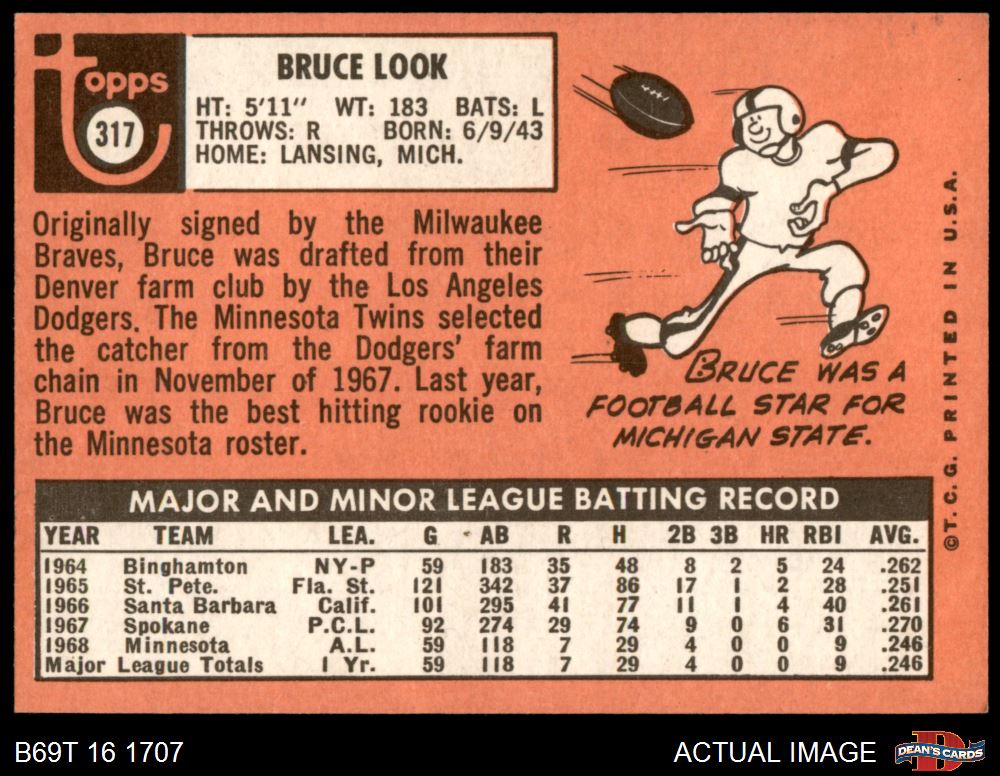 Topps
317
BRUCE LOOK
HT: 5'11" WT: 183 BATS: L
THROWS: R BORN: 6/9/43
HOME: LANSING, MICH.
Originally signed by the Milwaukee
Braves, Bruce was drafted from their
Denver farm club by the Los Angeles
Dodgers. The Minnesota Twins selected
the catcher from the Dodgers' farm
chain in November of 1967. Last year,
Bruce was the best hitting rookie on
the Minnesota roster.
BRUCE WAS A
FOOTBALL STAR FOR
MICHIGAN STATE.
©T.C.G. PRINTED IN U.S.A.
MAJOR AND MINOR LEAGUE BATTING RECORD
YEAR TEAM LEA. G AB R H 2B 3B HR RBI AVG.
1964 Binghamton NY-P 59 183 35 48 8 2 5 24 .262
1965 St. Pete. Fla. St. 121 342 37 86 17 1 2 28 .251
1966 Santa Barbara Calif. 101 295 41 77 11 1 4 40 .261
1967 Spokane P.C.L. 92 274 29 74 9 0 6 31 .270
1968 Minnesota A.L. 59 118 7 29 4 0 0 9 .246
Major League Totals 1 Yr. 59 118 7 29 4 0 0 9 .246
B69T 16 1707
ACTUAL IMAGE
DEAN'S CARDS